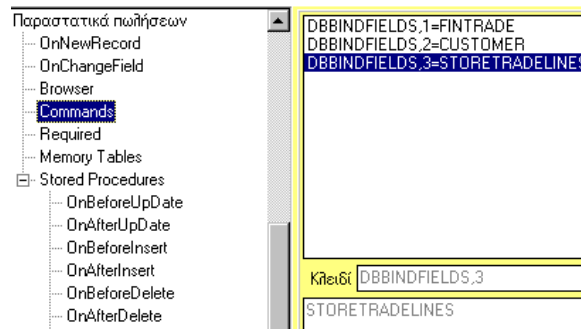 Παραστατικά πωλήσεων
OnNewRecord
OnChangeField
Browser
Commands
Required
Memory Tables
Stored Procedures
OnBeforeUpDate
OnAfterUpDate
OnBeforeInsert
OnAfterInsert
OnBeforeDelete
OnAfterDelete
DBBINDFIELDS,1=FINTRADE
DBBINDFIELDS,2=CUSTOMER
DBBINDFIELDS,3=STORETRADELINES
Κλειδί DBBINDFIELDS,3
STORETRADELINES